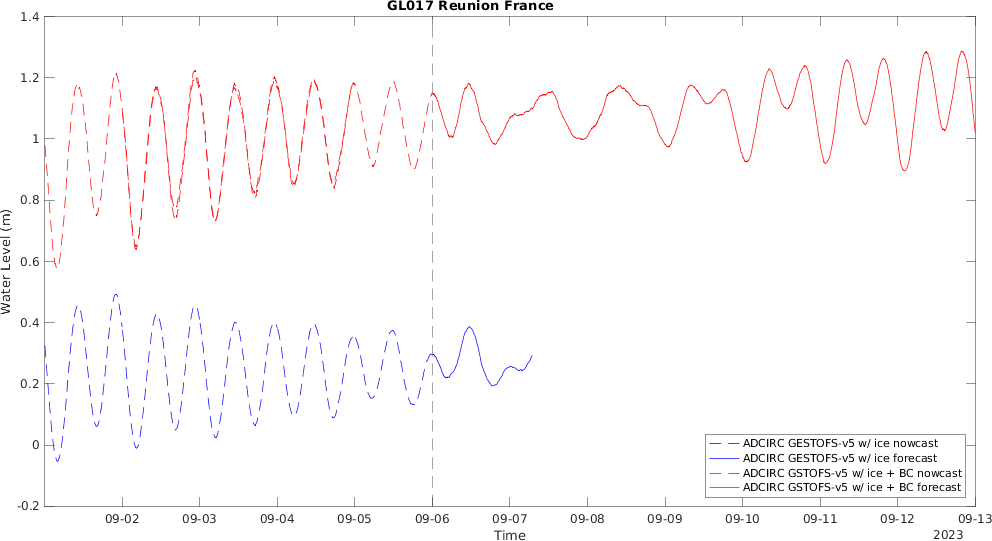 GL017 Reunion France
1.4
1.2
1
0.8
0.6
0.4
0.2
0
-0.2
Water Level (m)
ADCIRC GESTOFS-v5 w/ ice nowcast
ADCIRC GESTOFS-v5 w/ ice forecast
ADCIRC GSTOFS-v5 w/ ice + BC nowcast
ADCIRC GSTOFS-v5 w/ ice + BC forecast
09-02 09-03 09-04 09-05 09-06 09-07 09-08 09-09 09-10 09-11 09-12 09-13
Time
2023